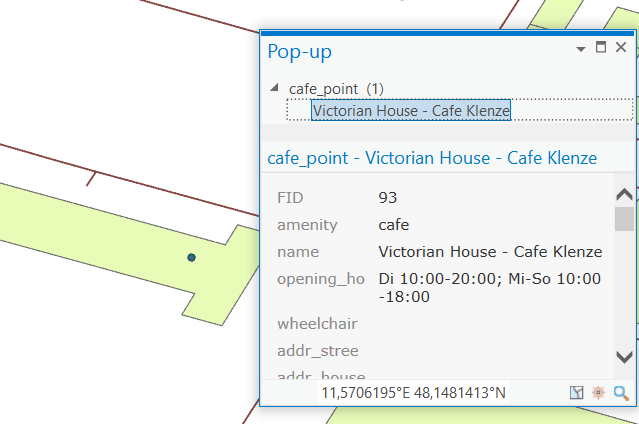 Pop-up
cafe_point (1)
Victorian House - Cafe Klenze
cafe_point - Victorian House - Cafe Klenze
FID 93
amenity cafe
name Victorian House - Cafe Klenze
opening_ho Di 10:00-20:00; Mi-So 10:00
-18:00
wheelchair
addr_stree
addr_house
11,5706195°E 48,1481413°N